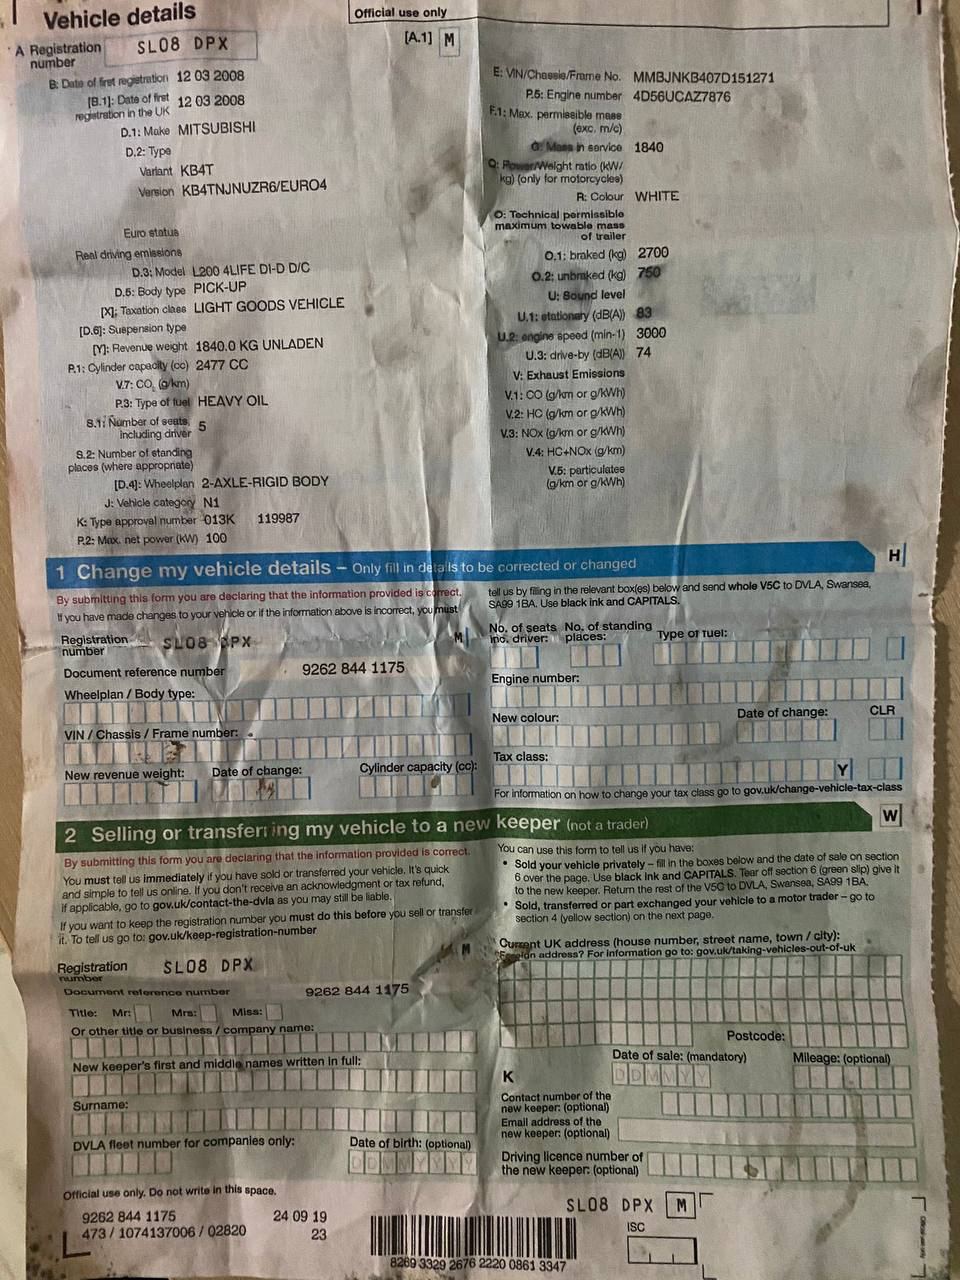 Vehicle details
Official use only
A Registration number SL08 DPX
[A.1] M
B: Date of first registration 12 03 2008
[B.1]: Date of first registration in the UK 12 03 2008
D.1: Make MITSUBISHI
D.2: Type
Variant KB4T
Version KB4TNJNUZR6/EURO4
Euro status
Real driving emissions
D.3: Model L200 4LIFE DI-D D/C
D.5: Body type PICK-UP
[X]: Taxation class LIGHT GOODS VEHICLE
[D.6]: Suspension type
[Y]: Revenue weight 1840.0 KG UNLADEN
P.1: Cylinder capacity (cc) 2477 CC
V.7: CO2 (g/km)
P.3: Type of fuel HEAVY OIL
S.1: Number of seats, including driver 5
S.2: Number of standing places (where appropriate)
[D.4]: Wheelplan 2-AXLE-RIGID BODY
J: Vehicle category N1
K: Type approval number 013K 119987
P.2: Max. net power (kW) 100
E: VIN/Chassis/Frame No. MMBJNKB407D151271
P.5: Engine number 4D56UCAZ7876
F.1: Max. permissible mass (exc. m/c)
G: Mass in service 1840
Q: Power/Weight ratio (kW/kg) (only for motorcycles)
R: Colour WHITE
O: Technical permissible maximum towable mass of trailer
O.1: braked (kg) 2700
O.2: unbraked (kg) 750
U: Sound level
U.1: stationary (dB(A)) 83
U.2: engine speed (min-1) 3000
U.3: drive-by (dB(A)) 74
V: Exhaust Emissions
V.1: CO (g/km or g/kWh)
V.2: HC (g/km or g/kWh)
V.3: NOx (g/km or g/kWh)
V.4: HC+NOx (g/km)
V.5: particulates (g/km or g/kWh)
1 Change my vehicle details – Only fill in details to be corrected or changed
H
By submitting this form you are declaring that the information provided is correct.
If you have made changes to your vehicle or if the information above is incorrect, you must
tell us by filing in the relevant box(es) below and send whole V5C to DVLA, Swansea,
SA99 1BA. Use black ink and CAPITALS.
Registration number SL08 DPX M
Document reference number 9262 844 1175
Wheelplan / Body type:
VIN / Chassis / Frame number:
New revenue weight: Date of change: Cylinder capacity (cc):
No. of seats inc. driver: No. of standing places: Type of fuel:
Engine number:
New colour: Date of change: CLR
Tax class:
Y
For information on how to change your tax class go to gov.uk/change-vehicle-tax-class
2 Selling or transferring my vehicle to a new keeper (not a trader)
W
By submitting this form you are declaring that the information provided is correct.
You must tell us immediately if you have sold or transferred your vehicle. It's quick
and simple to tell us online. If you don't receive an acknowledgment or tax refund,
if applicable, go to gov.uk/contact-the-dvla as you may still be liable.
If you want to keep the registration number you must do this before you sell or transfer
it. To tell us go to: gov.uk/keep-registration-number
You can use this form to tell us if you have:
• Sold your vehicle privately – fill in the boxes below and the date of sale on section
6 over the page. Use black ink and CAPITALS. Tear off section 6 (green slip) give it
to the new keeper. Return the rest of the V5C to DVLA, Swansea, SA99 1BA.
• Sold, transferred or part exchanged your vehicle to a motor trader – go to
section 4 (yellow section) on the next page.
Registration number SL08 DPX M
Document reference number 9262 844 1175
Title: Mr: Mrs: Miss:
Or other title or business / company name:
New keeper's first and middle names written in full:
Surname:
DVLA fleet number for companies only: Date of birth: (optional)
D D M M Y Y Y Y
Current UK address (house number, street name, town / city):
Foreign address? For information go to: gov.uk/taking-vehicles-out-of-uk
Postcode:
K
Date of sale: (mandatory) Mileage: (optional)
D D M M Y Y
Contact number of the new keeper: (optional)
Email address of the new keeper: (optional)
Driving licence number of the new keeper: (optional)
Official use only. Do not write in this space.
9262 844 1175 24 09 19
473 / 1074137006 / 02820 23
8269 3329 2676 2220 0861 3347
SL08 DPX M
ISC